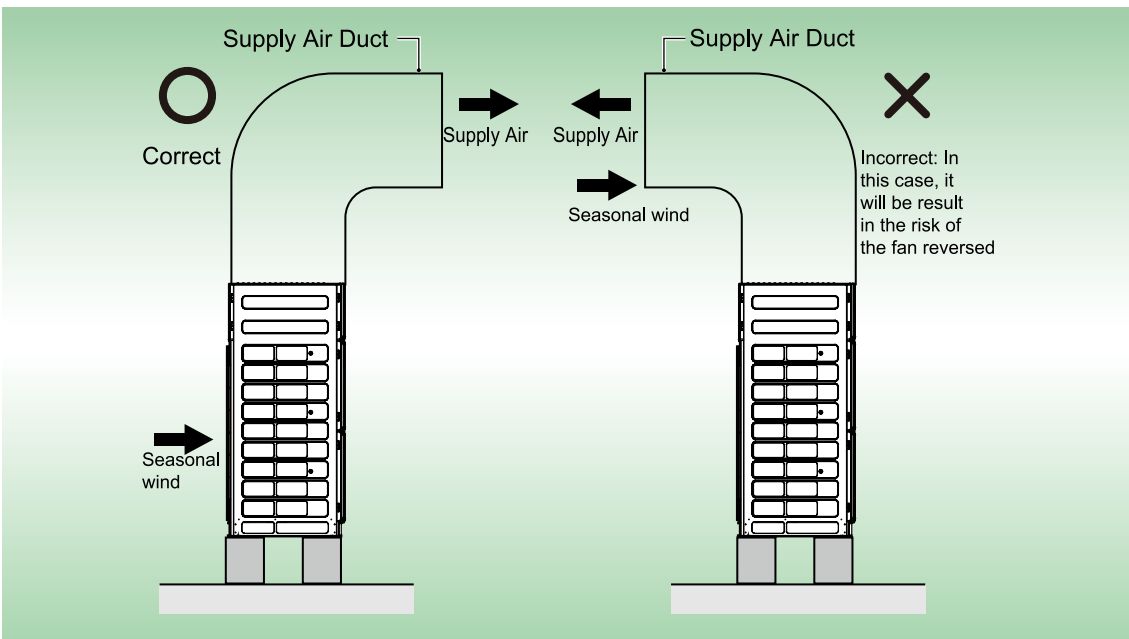 Supply Air Duct
Correct
Supply Air
Seasonal
wind
Supply Air Duct
Supply Air
Seasonal wind
Incorrect: In
this case, it
will be result
in the risk of
the fan reversed